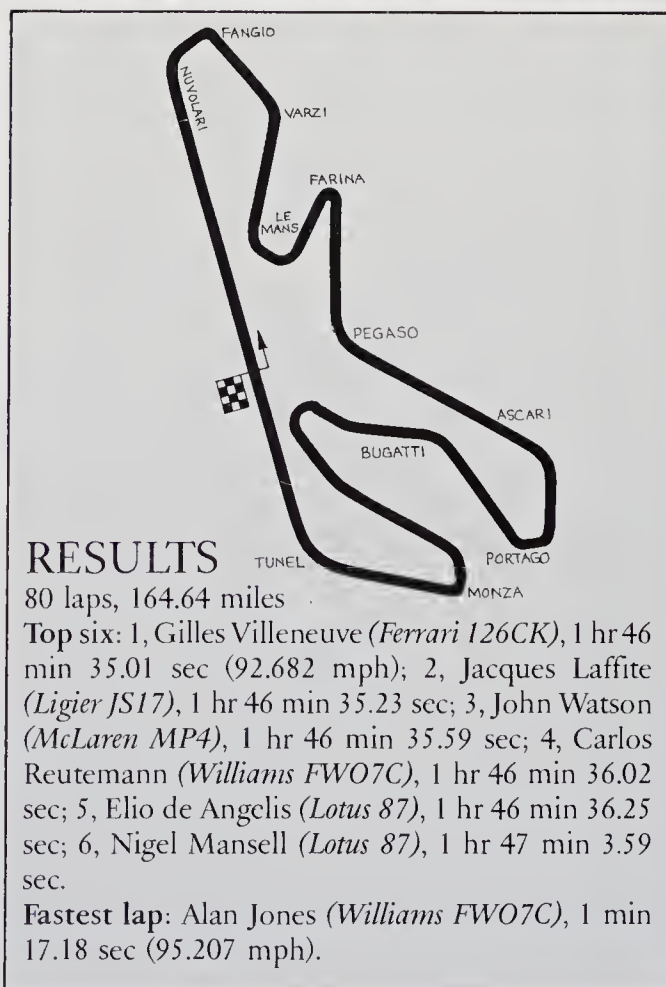 FANGIO
NUVOLARI
VARZI
FARINA
LE
MANS
PEGASO
ASCARI
BUGATTI
PORTAGO
TUNEL
MONZA
RESULTS
80 laps, 164.64 miles
Top six: 1, Gilles Villeneuve (Ferrari 126CK), 1 hr 46
min 35.01 sec (92.682 mph); 2, Jacques Laffite
(Ligier JS17), 1 hr 46 min 35.23 sec; 3, John Watson
(McLaren MP4), 1 hr 46 min 35.59 sec; 4, Carlos
Reutemann (Williams FWO7C), 1 hr 46 min 36.02
sec; 5, Elio de Angelis (Lotus 87), 1 hr 46 min 36.25
sec; 6, Nigel Mansell (Lotus 87), 1 hr 47 min 3.59
sec.
Fastest lap: Alan Jones (Williams FWO7C), 1 min
17.18 sec (95.207 mph).